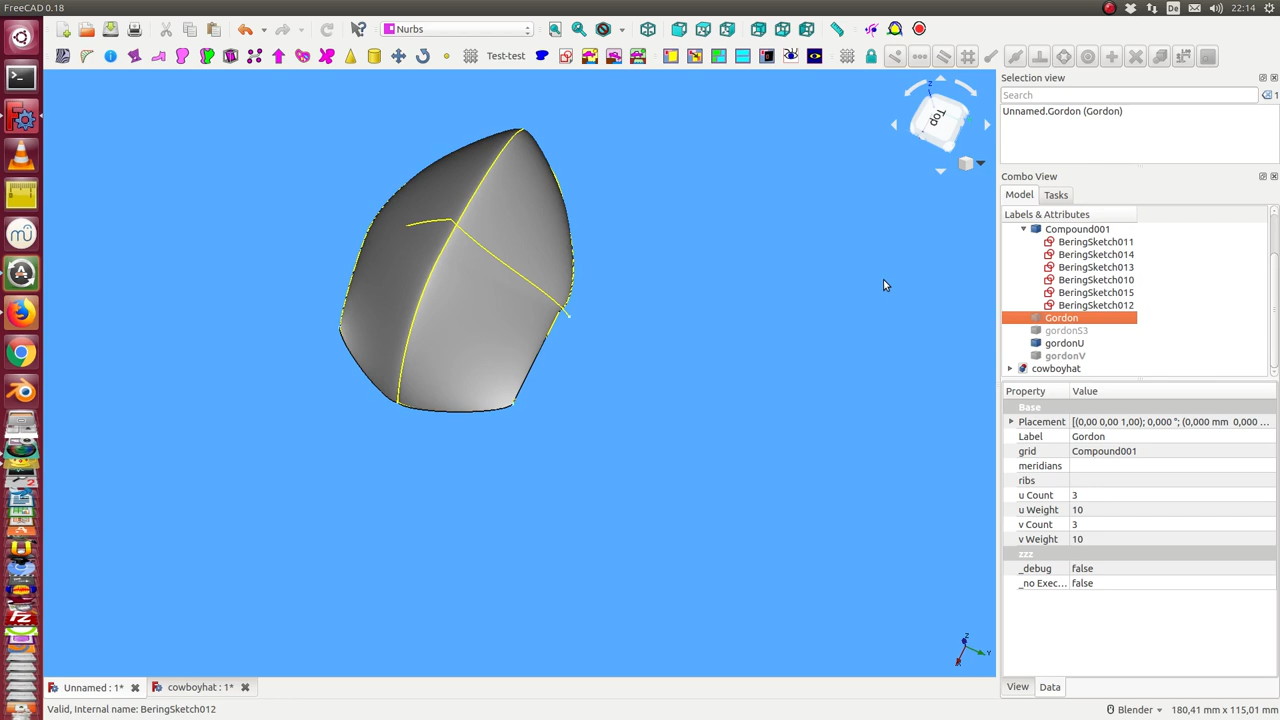 FreeCAD 0.18
De
22:14
Nurbs
Test-test
Selection view
Search
Unnamed.Gordon (Gordon)
Combo View
Model
Tasks
Labels & Attributes
Compound001
BeringSketch011
BeringSketch014
BeringSketch013
BeringSketch010
BeringSketch015
BeringSketch012
Gordon
gordonS3
gordonU
gordonV
cowboyhat
Property
Value
Base
Placement
[(0,00 0,00 1,00); 0,000 °; (0,000 mm 0,000 ...
Label
Gordon
grid
Compound001
meridians
ribs
u Count
3
u Weight
10
v Count
3
v Weight
10
zzz
_debug
false
_no Exec...
false
Top
Z
Y
View
Data
Unnamed : 1*
cowboyhat : 1*
Valid, Internal name: BeringSketch012
Blender
180,41 mm x 115,01 mm